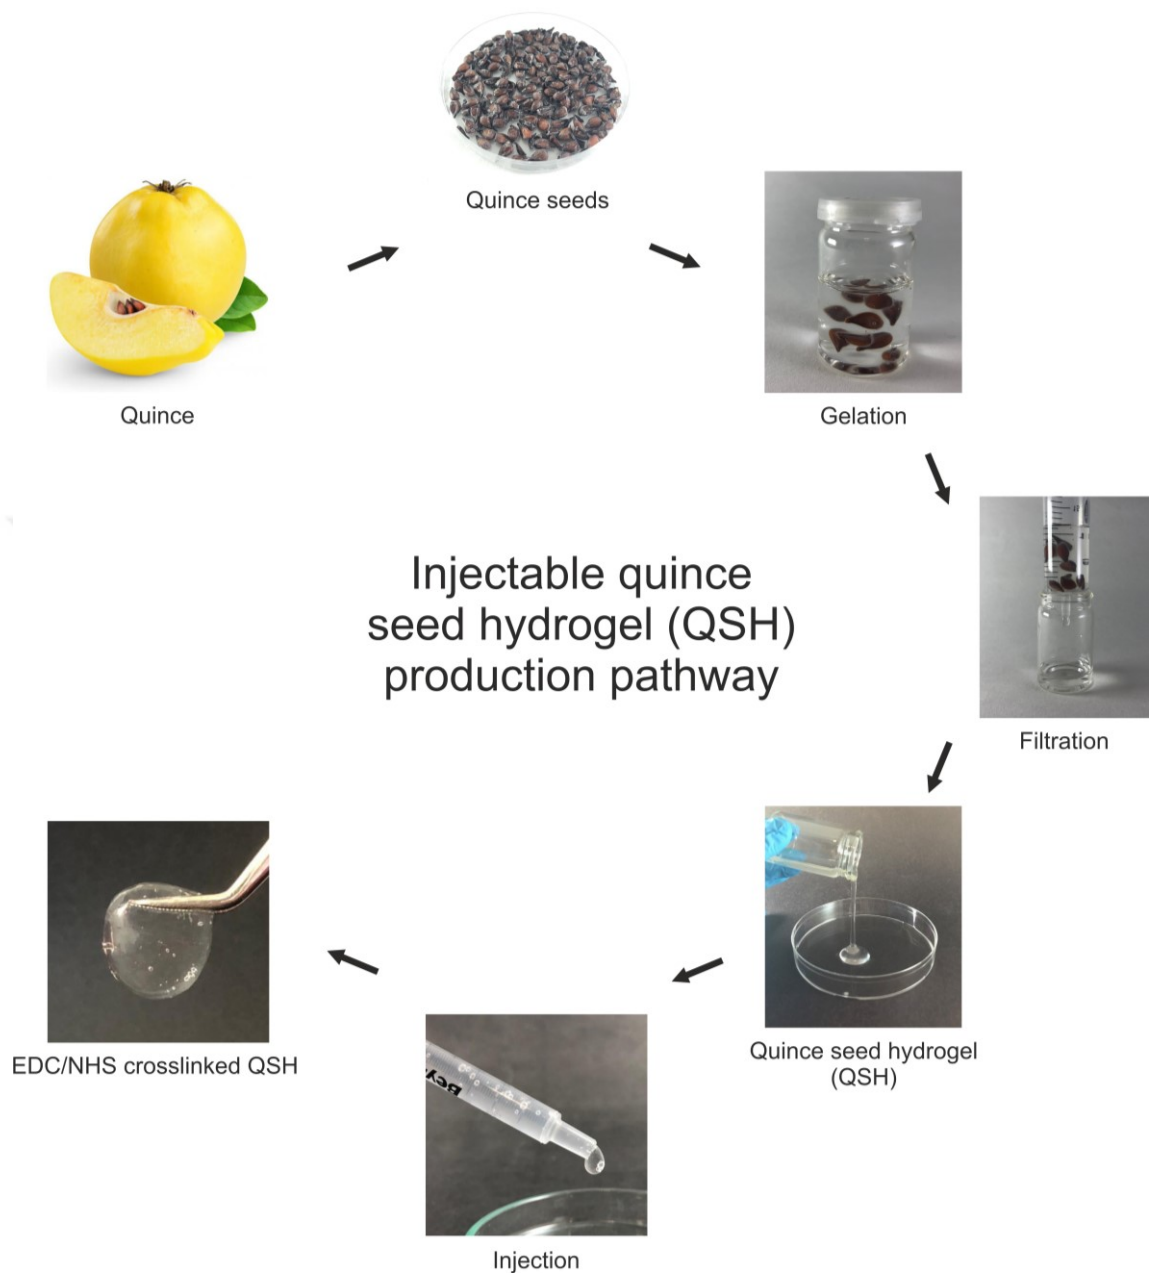 Quince seeds
Quince
Gelation
Injectable quince
seed hydrogel (QSH)
production pathway
Filtration
Quince seed hydrogel
(QSH)
EDC/NHS crosslinked QSH
Injection